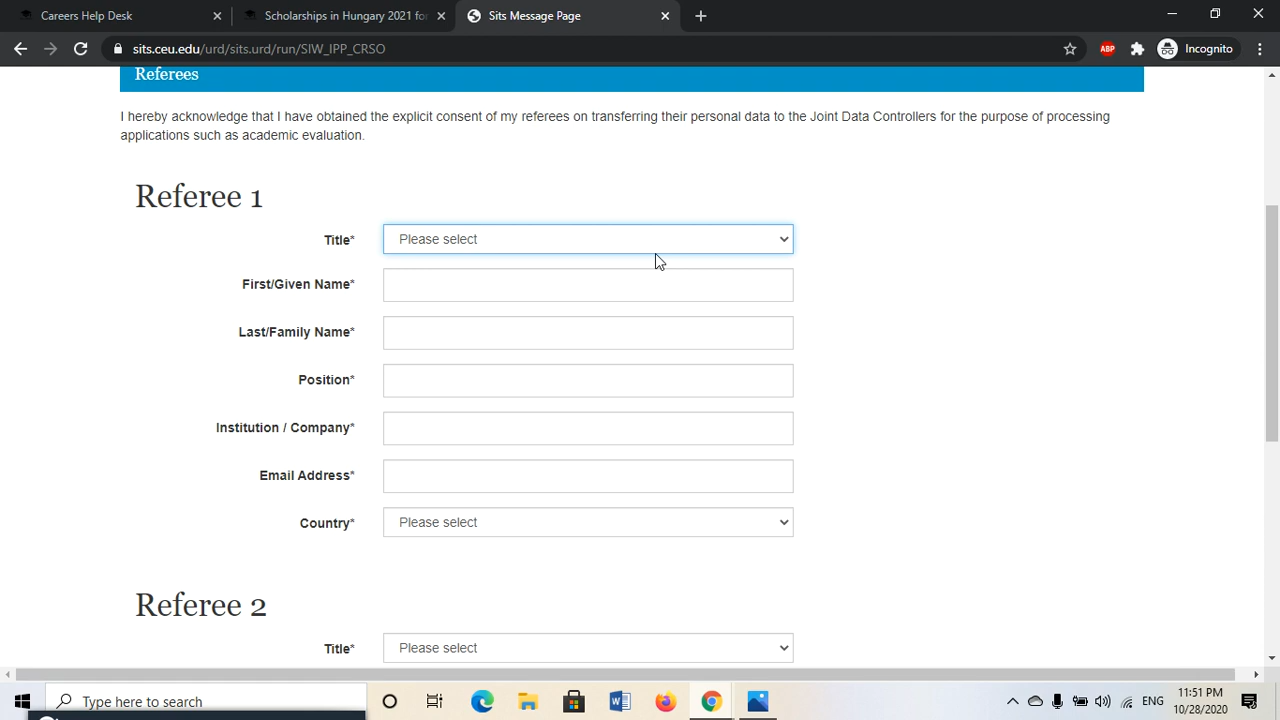 Careers Help Desk
Scholarships in Hungary 2021 for
Sits Message Page
sits.ceu.edu/urd/sits.urd/run/SIW_IPP_CRSO
ABP
Incognito
Referees
I hereby acknowledge that I have obtained the explicit consent of my referees on transferring their personal data to the Joint Data Controllers for the purpose of processing
applications such as academic evaluation.
Referee 1
Title* Please select
First/Given Name*
Last/Family Name*
Position*
Institution / Company*
Email Address*
Country* Please select
Referee 2
Title* Please select
Type here to search
ENG
11:51 PM
10/28/2020